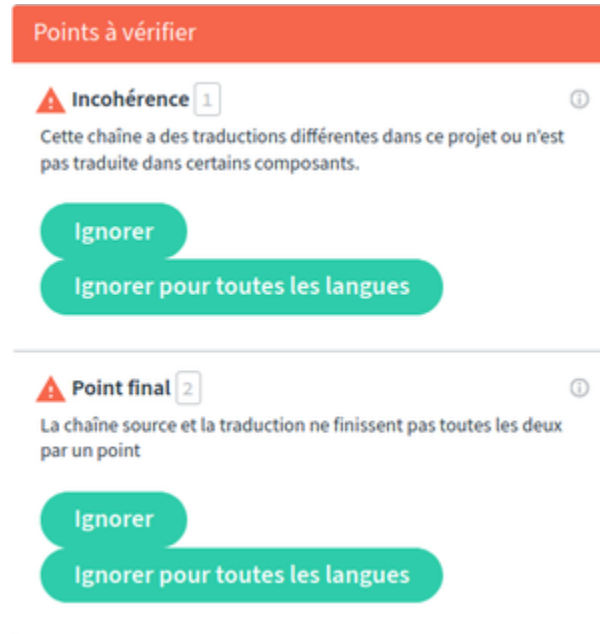 Points à vérifier
Incohérence 1
Cette chaîne a des traductions différentes dans ce projet ou n'est
pas traduite dans certains composants.
Ignorer
Ignorer pour toutes les langues
Point final 2
La chaîne source et la traduction ne finissent pas toutes les deux
par un point
Ignorer
Ignorer pour toutes les langues